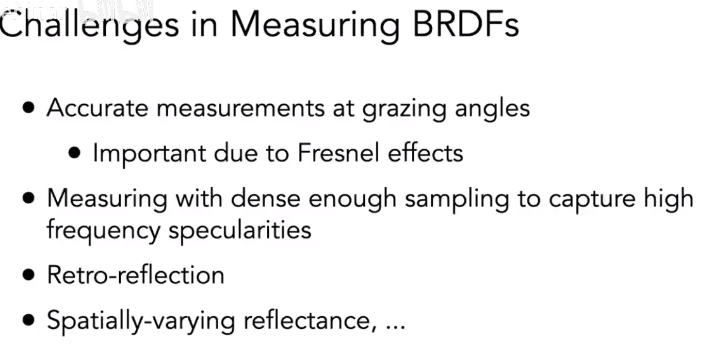 Challenges in Measuring BRDFs
• Accurate measurements at grazing angles
• Important due to Fresnel effects
• Measuring with dense enough sampling to capture high
frequency specularities
• Retro-reflection
• Spatially-varying reflectance, ...